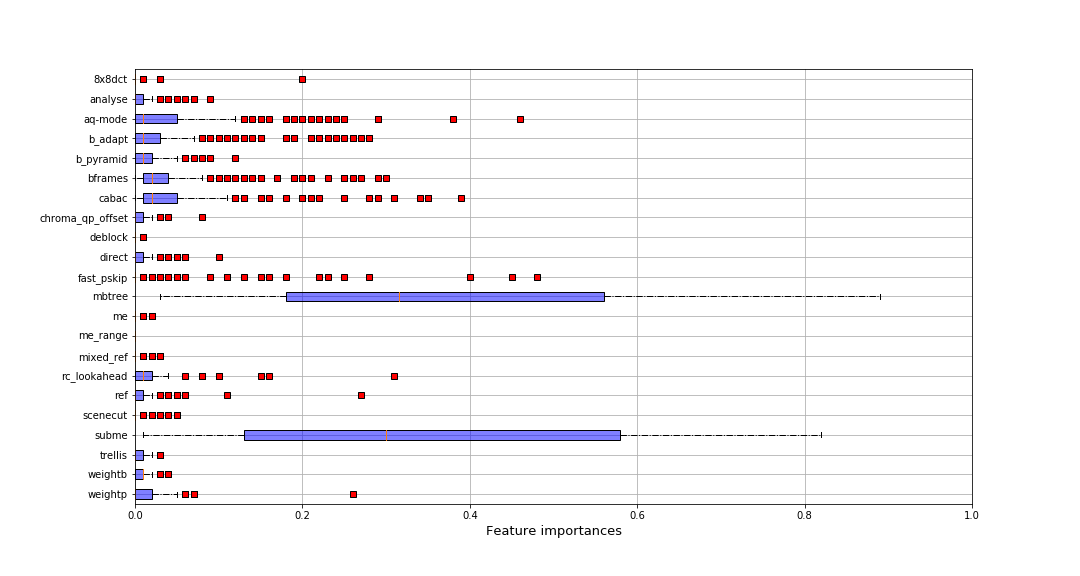 8x8dct
analyse
aq-mode
b_adapt
b_pyramid
bframes
cabac
chroma_qp_offset
deblock
direct
fast_pskip
mbtree
me
me_range
mixed_ref
rc_lookahead
ref
scenecut
subme
trellis
weightb
weightp
0.0 0.2 0.4 0.6 0.8 1.0
Feature importances